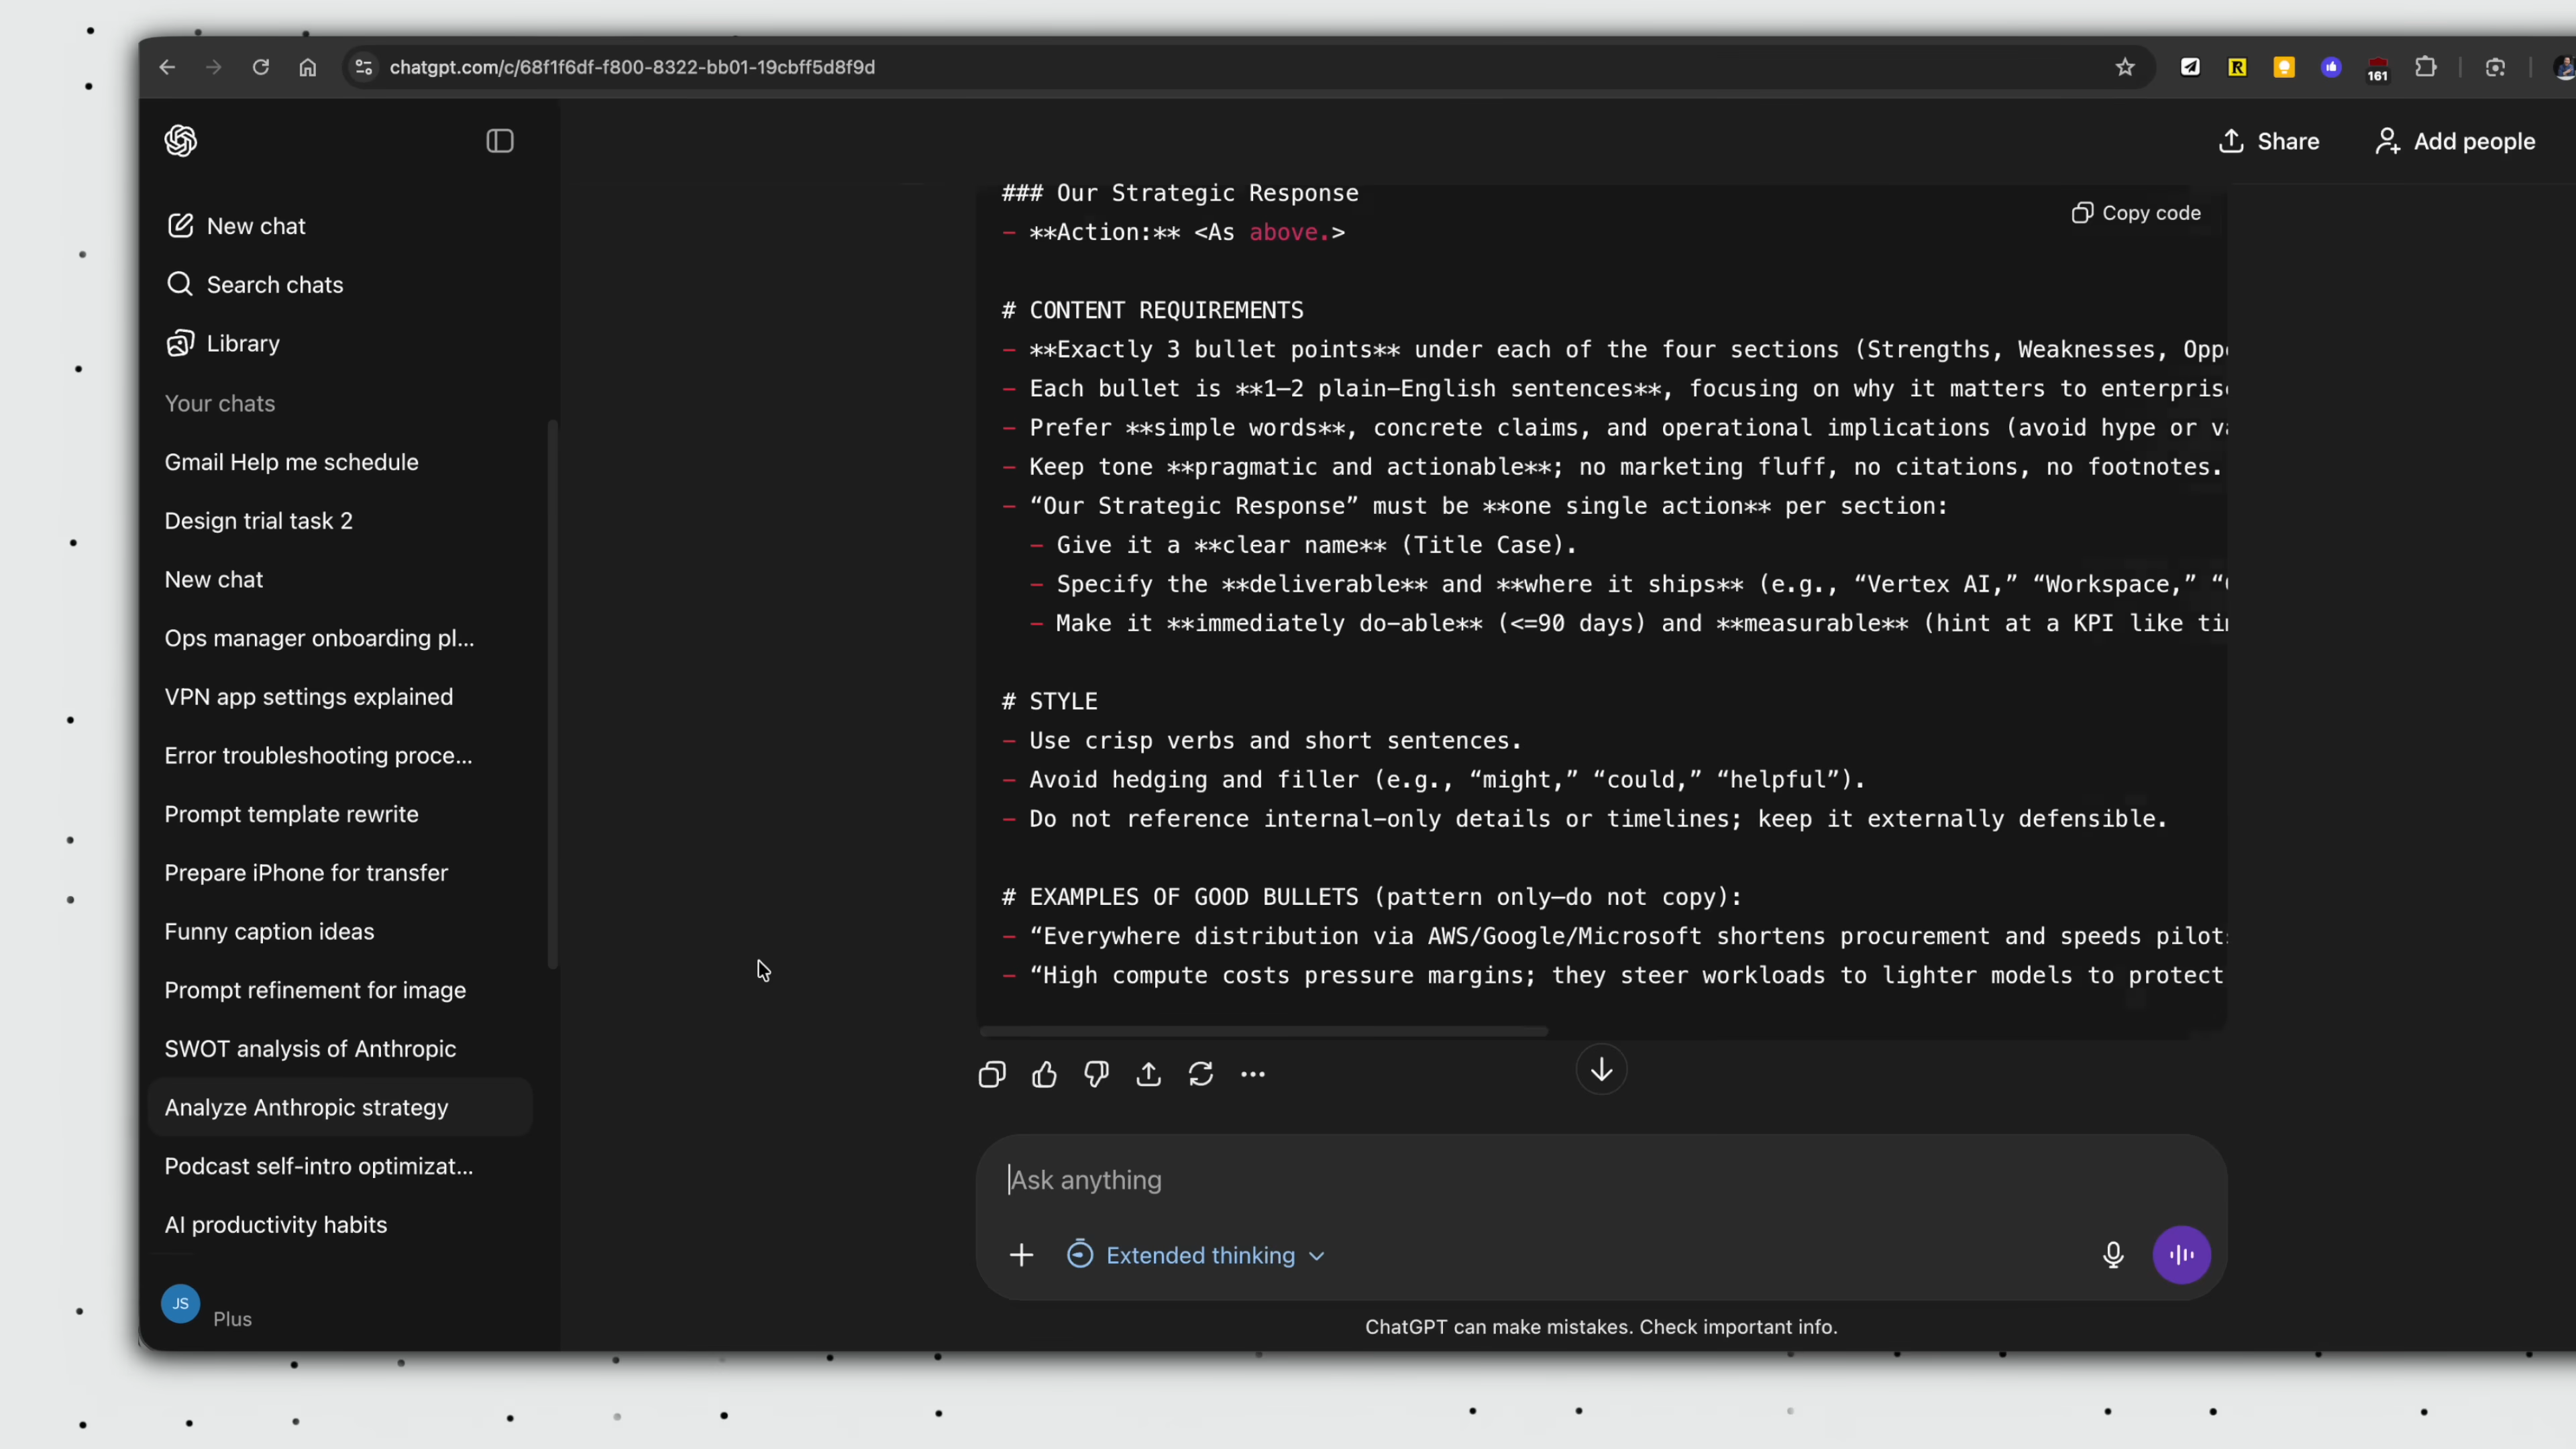 chatgpt.com/c/68f1f6df-f800-8322-bb01-19cbff5d8f9d
R
161
Share
Add people
New chat
Search chats
Library
Your chats
Gmail Help me schedule
Design trial task 2
New chat
Ops manager onboarding pl...
VPN app settings explained
Error troubleshooting proce...
Prompt template rewrite
Prepare iPhone for transfer
Funny caption ideas
Prompt refinement for image
SWOT analysis of Anthropic
Analyze Anthropic strategy
Podcast self-intro optimizat...
AI productivity habits
JS
Plus
### Our Strategic Response
Copy code
- **Action:** <As above.>
# CONTENT REQUIREMENTS
- **Exactly 3 bullet points** under each of the four sections (Strengths, Weaknesses, Opp
- Each bullet is **1–2 plain-English sentences**, focusing on why it matters to enterpris
- Prefer **simple words**, concrete claims, and operational implications (avoid hype or va
- Keep tone **pragmatic and actionable**; no marketing fluff, no citations, no footnotes.
- “Our Strategic Response” must be **one single action** per section:
- Give it a **clear name** (Title Case).
- Specify the **deliverable** and **where it ships** (e.g., “Vertex AI,” “Workspace,” “
- Make it **immediately do-able** (<=90 days) and **measurable** (hint at a KPI like ti
# STYLE
- Use crisp verbs and short sentences.
- Avoid hedging and filler (e.g., “might,” “could,” “helpful”).
- Do not reference internal-only details or timelines; keep it externally defensible.
# EXAMPLES OF GOOD BULLETS (pattern only—do not copy):
- “Everywhere distribution via AWS/Google/Microsoft shortens procurement and speeds pilot
- “High compute costs pressure margins; they steer workloads to lighter models to protect
Ask anything
Extended thinking
ChatGPT can make mistakes. Check important info.